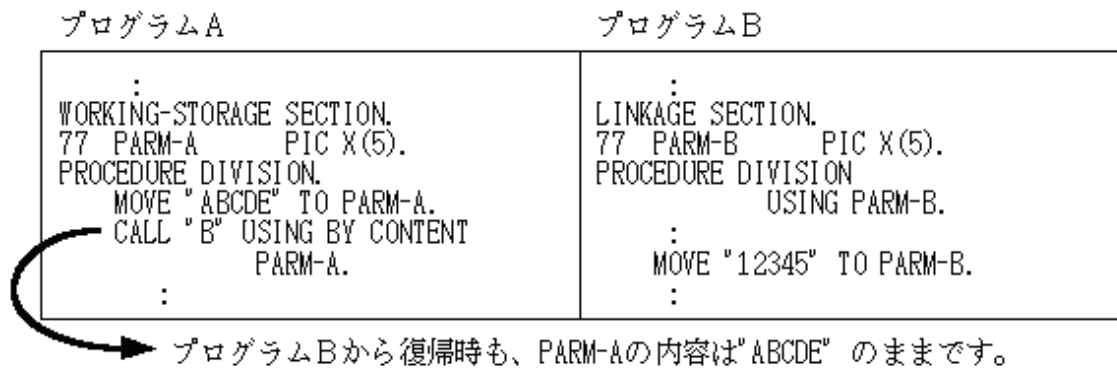 プログラムA
:
WORKING-STORAGE SECTION.
77 PARM-A PIC X(5).
PROCEDURE DIVISION.
MOVE "ABCDE" TO PARM-A.
CALL "B" USING BY CONTENT
PARM-A.
:
プログラムB
:
LINKAGE SECTION.
77 PARM-B PIC X(5).
PROCEDURE DIVISION
USING PARM-B.
:
MOVE "12345" TO PARM-B.
:
プログラムBから復帰時も、PARM-Aの内容は"ABCDE" のままです。